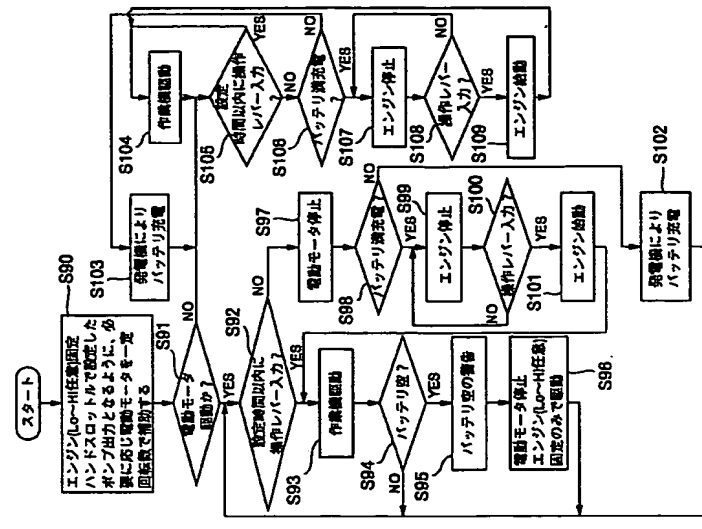 スタート
S90
エンジン(Lo~Hi任意)固定
ハンドスロットルで設定した
ポンプ出力となるように、必
要に応じ電動モータを一定
回転数で補助する
S91
電動モータ
駆動か?
NO
YES
S92
設定時間以内に
操作レバー入力?
NO
YES
S93
作業機駆動
S94
バッテリ空?
NO
YES
S95
バッテリ空の警告
S96
電動モータ停止
エンジン(Lo~Hi任意)
固定のみで駆動
S97
電動モータ停止
S98
バッテリ満充電?
NO
YES
S99
エンジン停止
S100
操作レバー入力?
NO
YES
S101
エンジン始動
S102
発電機により
バッテリ充電
S103
発電機により
バッテリ充電
S104
作業機駆動
S105
設定
時間以内に操作
レバー入力?
YES
NO
S106
バッテリ満充電
?
NO
YES
S107
エンジン停止
S108
操作レバー
入力?
NO
YES
S109
エンジン始動